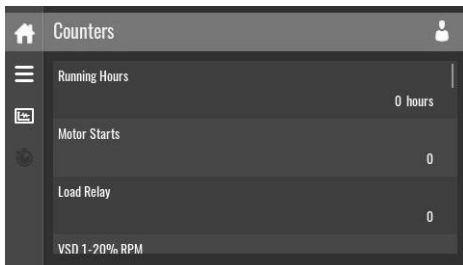 Counters
Running Hours
0 hours
Motor Starts
0
Load Relay
0
VSD 1-20% RPM